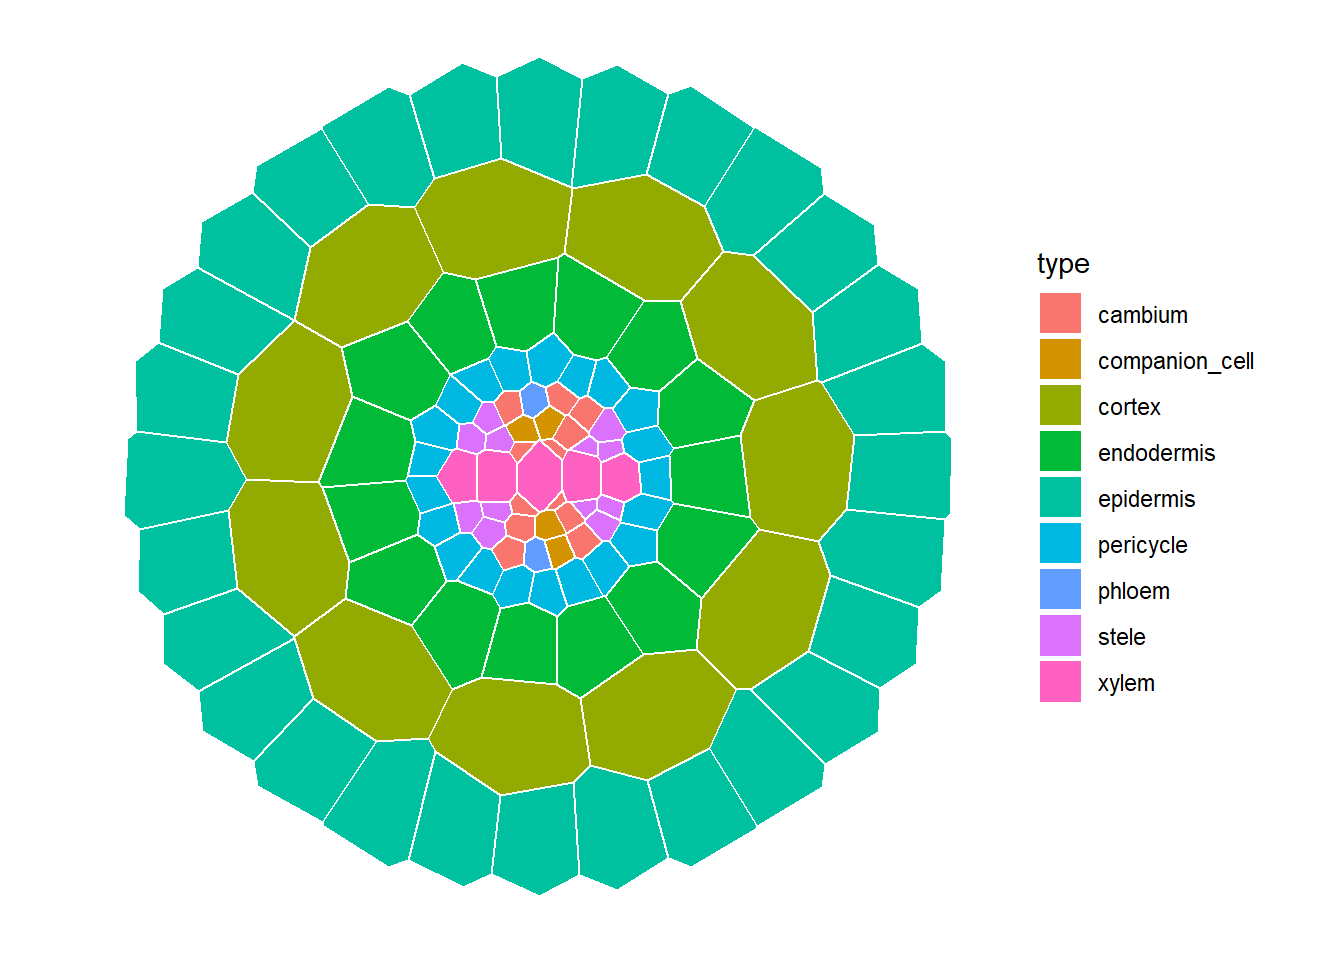 type
cambium
companion_cell
cortex
endodermis
epidermis
pericycle
phloem
stele
xylem